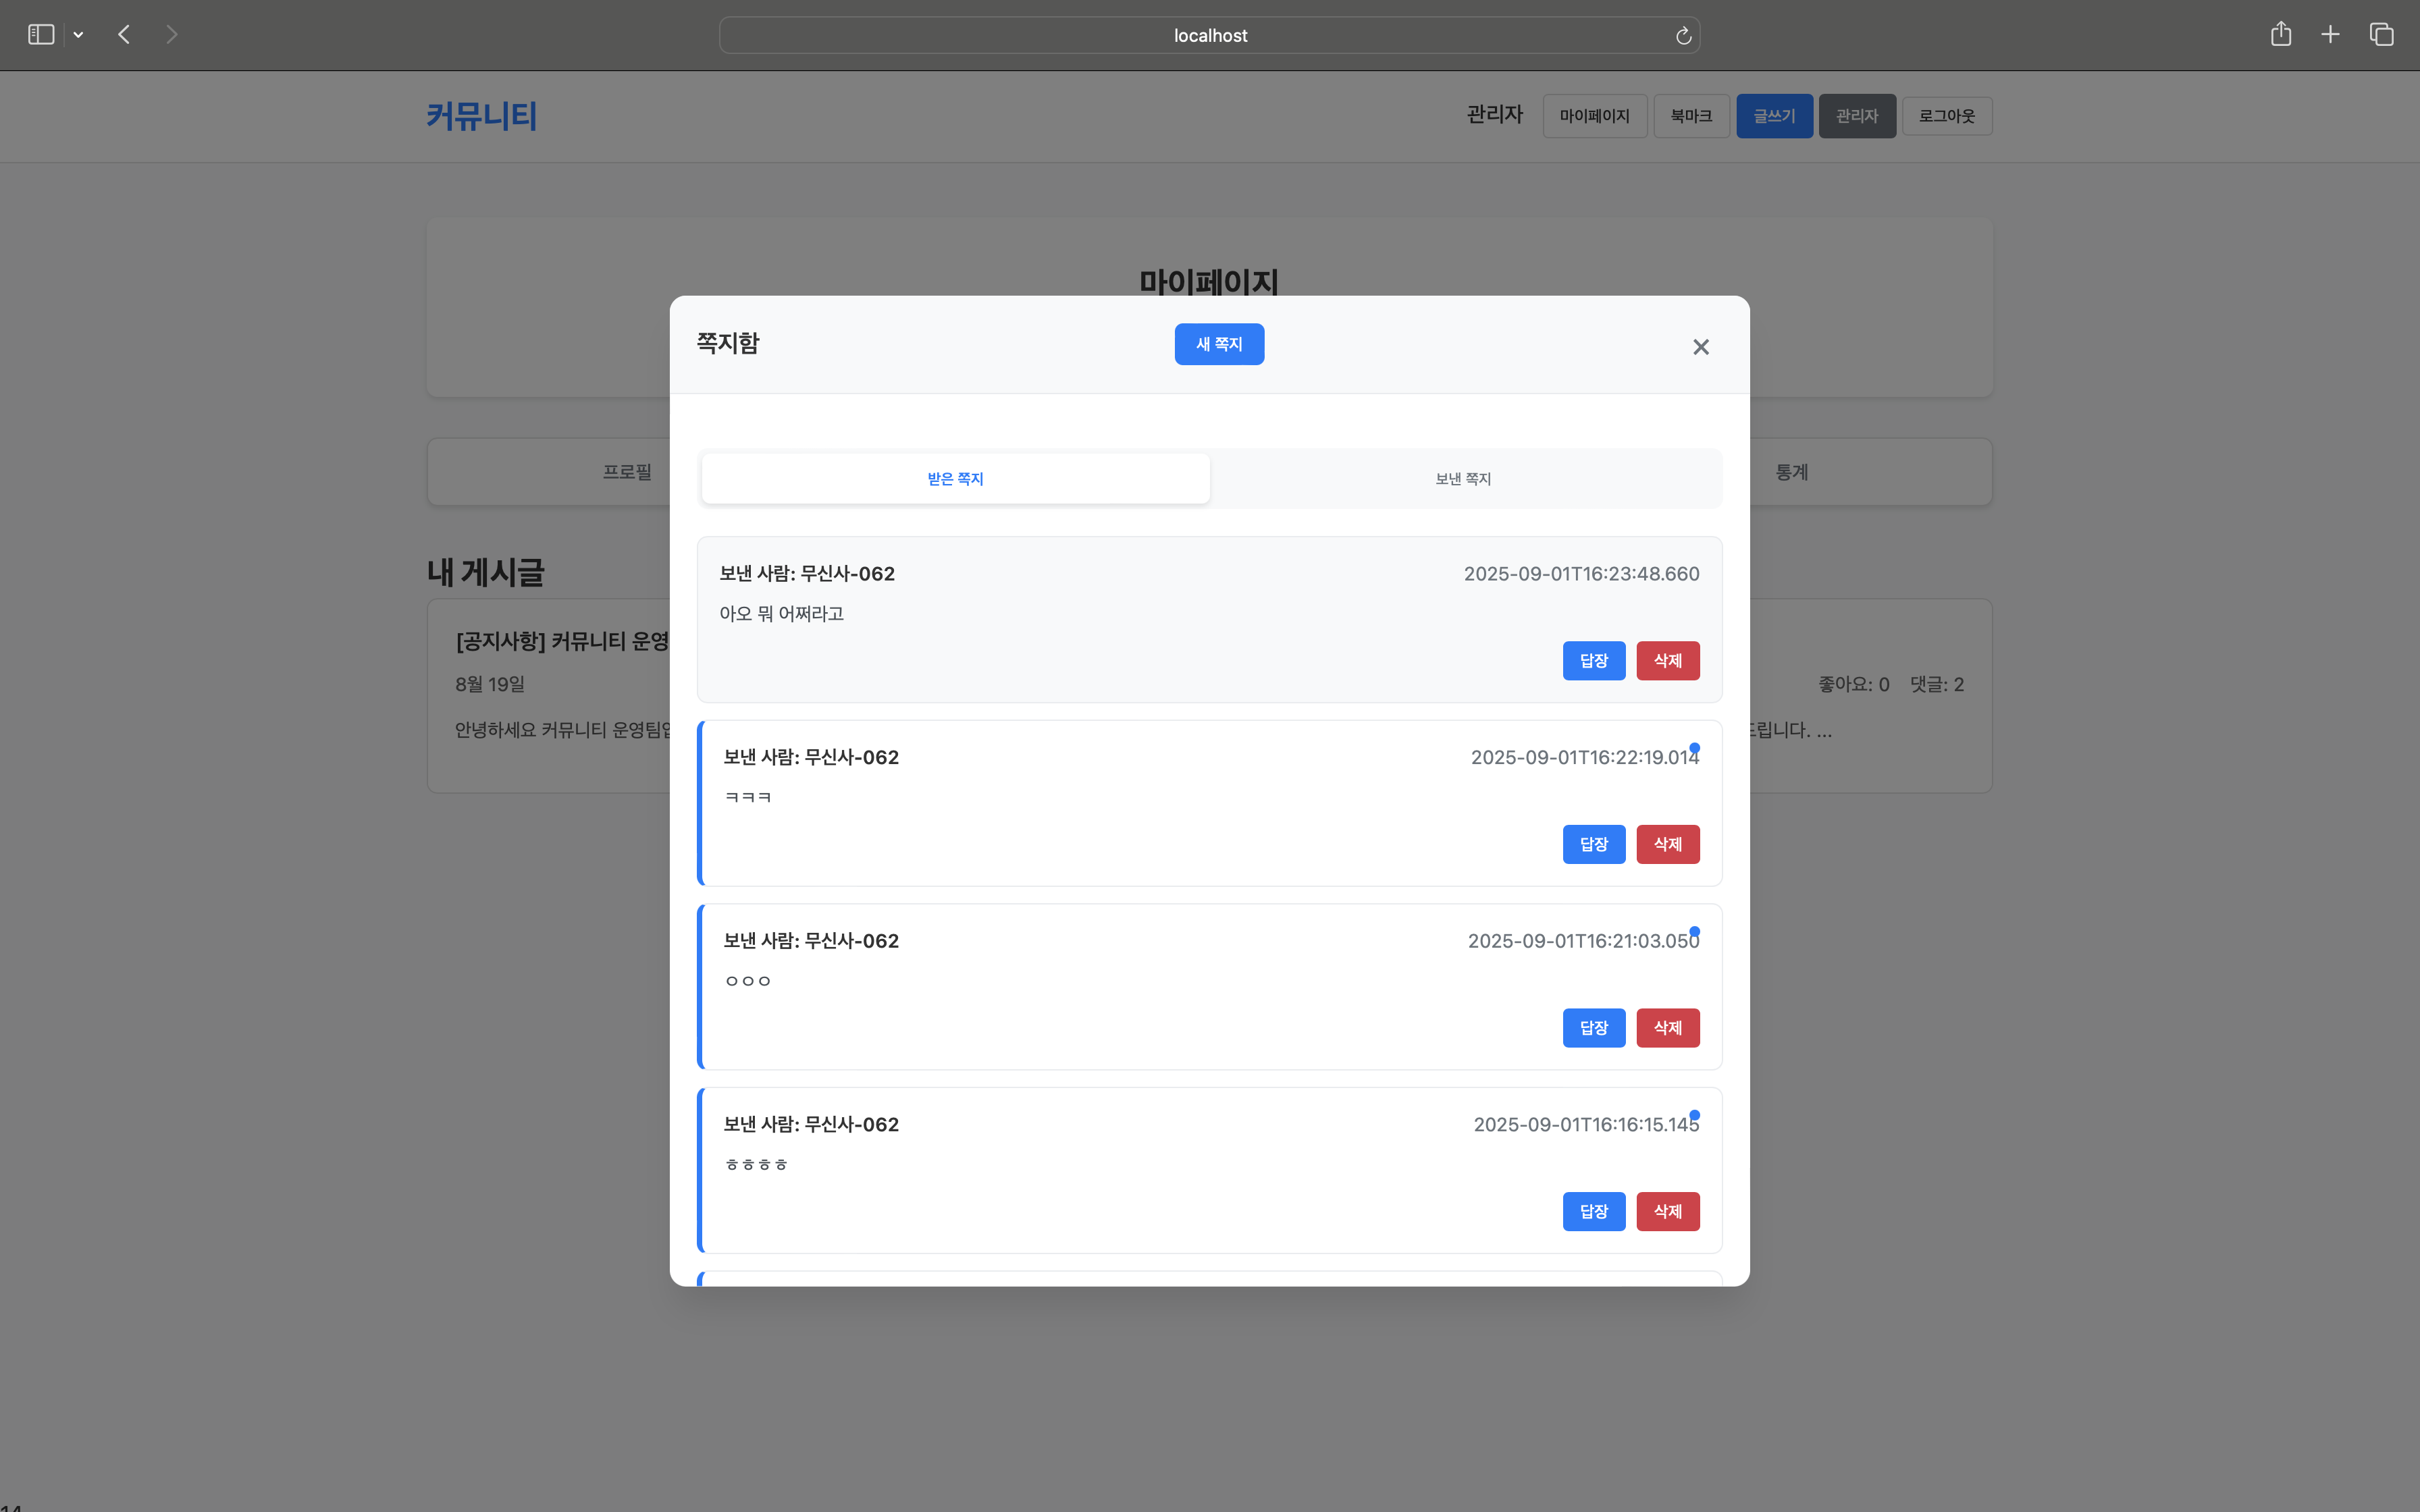 localhost
커뮤니티
관리자 마이페이지 북마크 글쓰기 관리자 로그아웃
마이페이지
쪽지함 새 쪽지
프로필 받은 쪽지 보낸 쪽지 통계
내 게시글
보낸 사람: 무신사-062 2025-09-01T16:23:48.660
아오 뭐 어쩌라고
답장 삭제
[공지사항] 커뮤니티 운영
8월 19일 좋아요: 0 댓글: 2
안녕하세요 커뮤니티 운영팀 드립니다. ...
보낸 사람: 무신사-062 2025-09-01T16:22:19.014
ㅋㅋㅋ
답장 삭제
보낸 사람: 무신사-062 2025-09-01T16:21:03.050
ㅇㅇㅇ
답장 삭제
보낸 사람: 무신사-062 2025-09-01T16:16:15.145
ㅎㅎㅎㅎ
답장 삭제